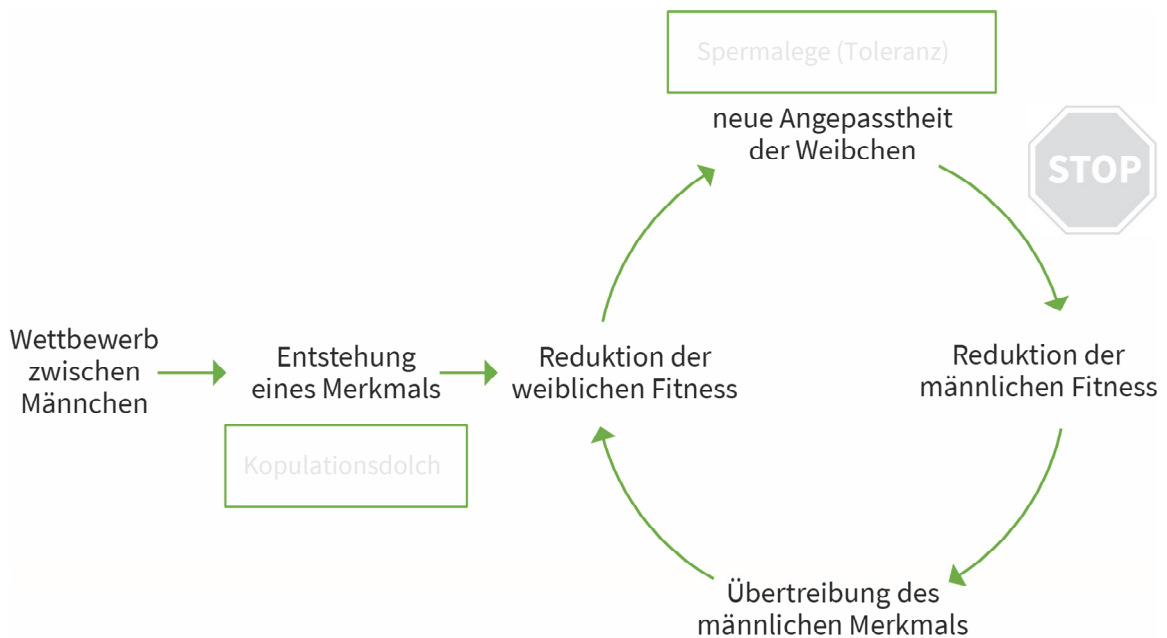 Spermalege (Toleranz)
neue Angepasstheit
der Weibchen
STOP
Wettbewerb
zwischen
Männchen
Entstehung
eines Merkmals
Kopulationsdolch
Reduktion der
weiblichen Fitness
Reduktion der
männlichen Fitness
Übertreibung des
männlichen Merkmals